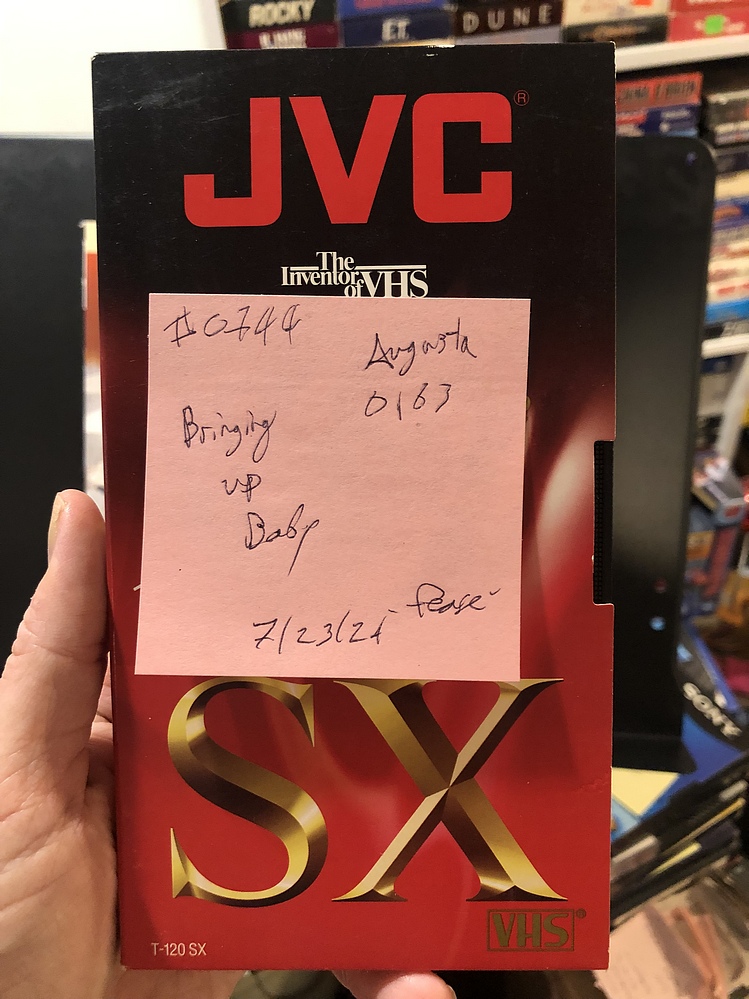 ROCKY
E.T.
DUNE
JVC®
The
Inventor
of VHS
#0744
Augusta
0163
Bringing
up
Baby
7/23/21
SX
VHS
T-120 SX
SONY